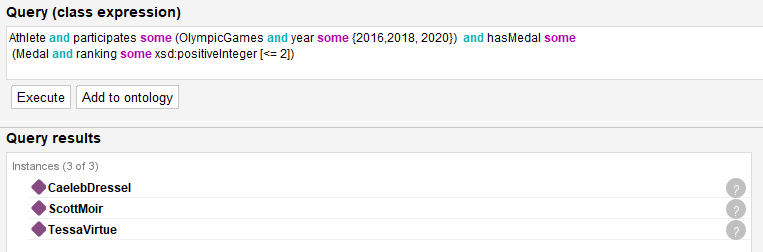 Query (class expression)
Athlete and participates some (OlympicGames and year some {2016,2018, 2020})  and hasMedal some
(Medal and ranking some xsd:positiveInteger [<= 2])
Execute
Add to ontology
Query results
Instances (3 of 3)
CaelebDressel
?
ScottMoir
?
TessaVirtue
?